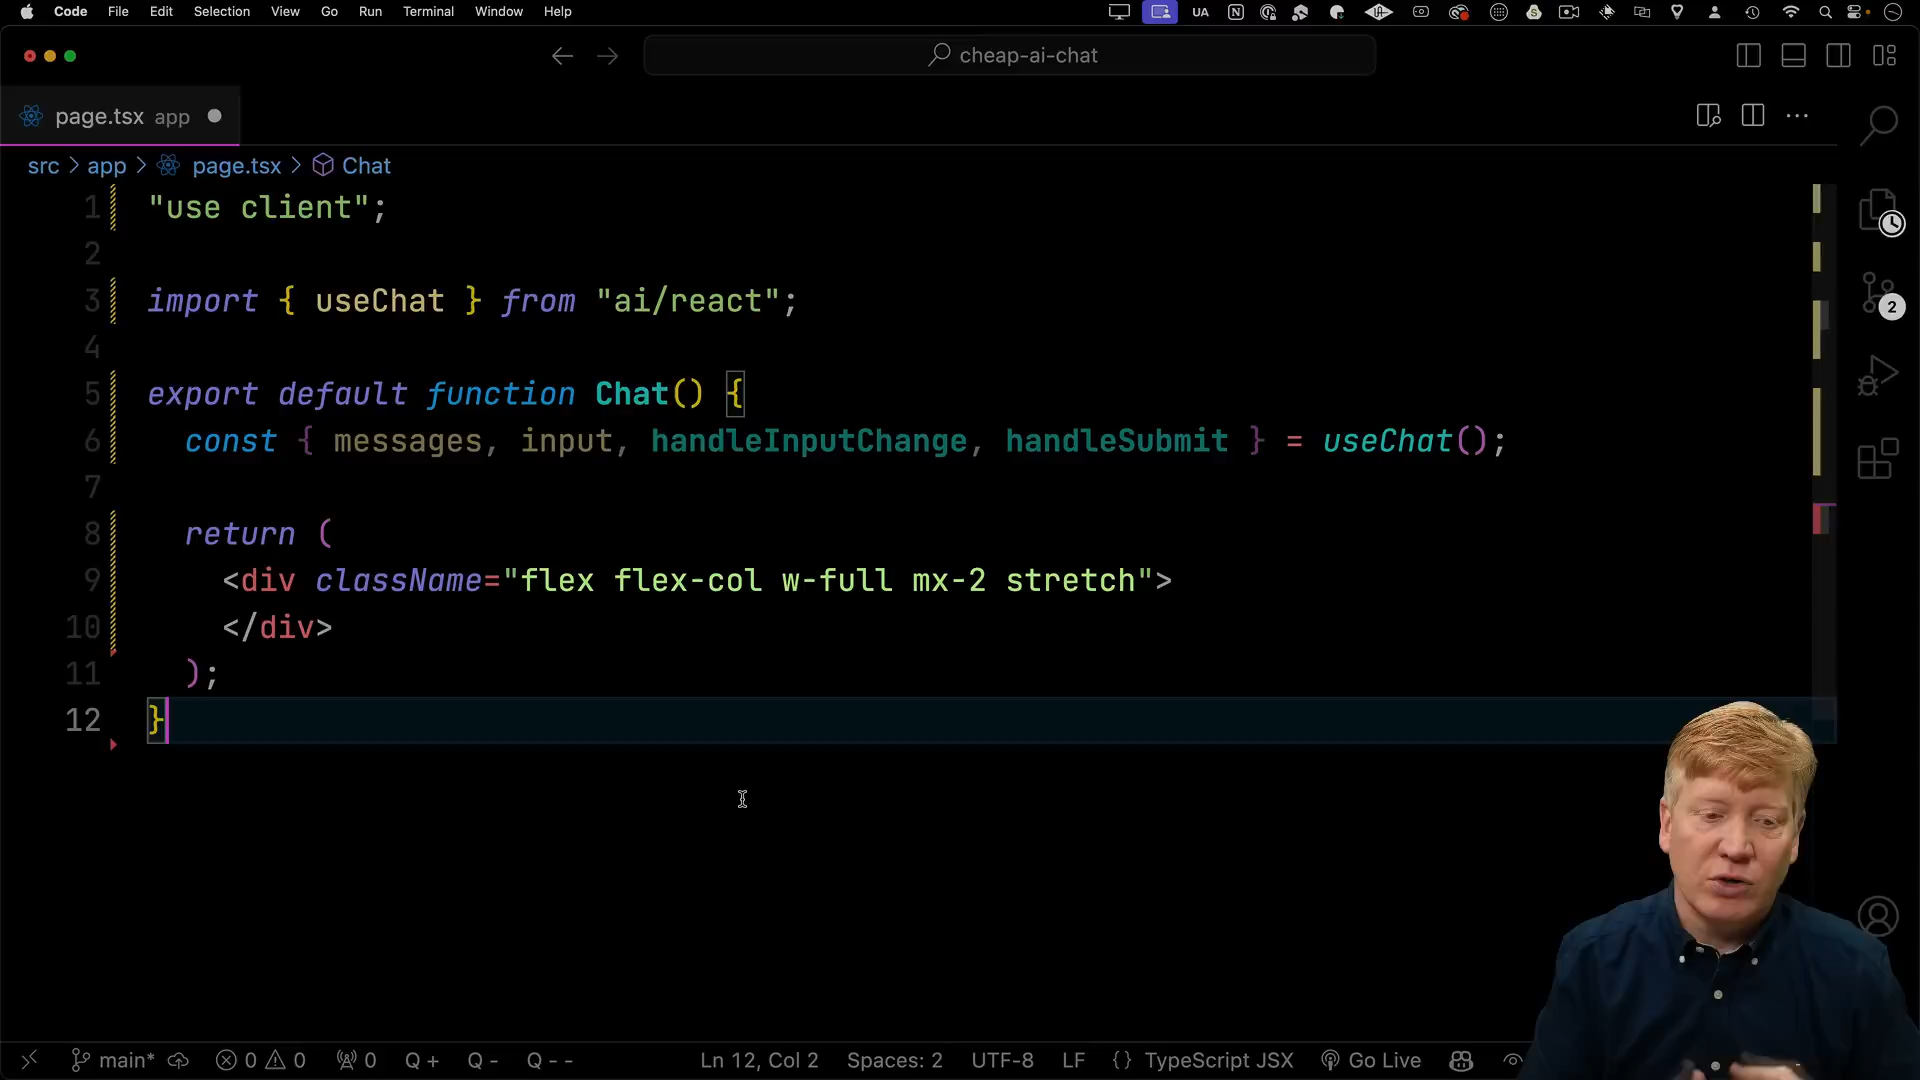 Code File Edit Selection View Go Run Terminal Window Help UA
cheap-ai-chat
page.tsx app
src > app > page.tsx > Chat
1 "use client";
2
3 import { useChat } from "ai/react";
4
5 export default function Chat() {
6 const { messages, input, handleInputChange, handleSubmit } = useChat();
7
8 return (
9 <div className="flex flex-col w-full mx-2 stretch">
10 </div>
11 );
12 }
2
main* 0 0 0 Q + Q - Q - - Ln 12, Col 2 Spaces: 2 UTF-8 LF {} TypeScript JSX Go Live